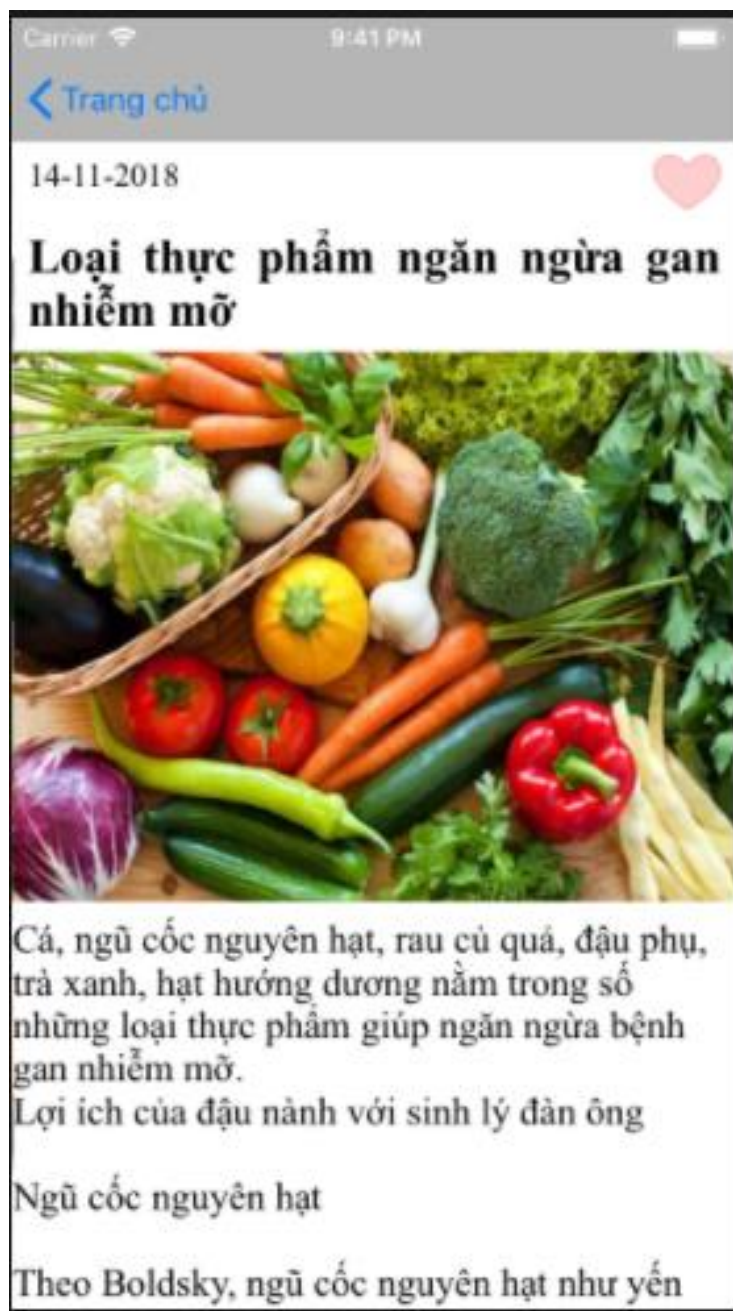 Carrier
9:41 PM
Trang chủ
14-11-2018
Loại thực phẩm ngăn ngừa gan
nhiễm mỡ
Cá, ngũ cốc nguyên hạt, rau củ quả, đậu phụ,
trà xanh, hạt hướng dương nằm trong số
những loại thực phẩm giúp ngăn ngừa bệnh
gan nhiễm mỡ.
Lợi ích của đậu nành với sinh lý đàn ông
Ngũ cốc nguyên hạt
Theo Boldsky, ngũ cốc nguyên hạt như yến